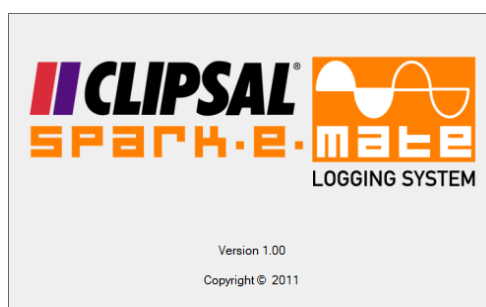 CLIPSAL®
SPARK·E·MATE
LOGGING SYSTEM
Version 1.00
Copyright © 2011